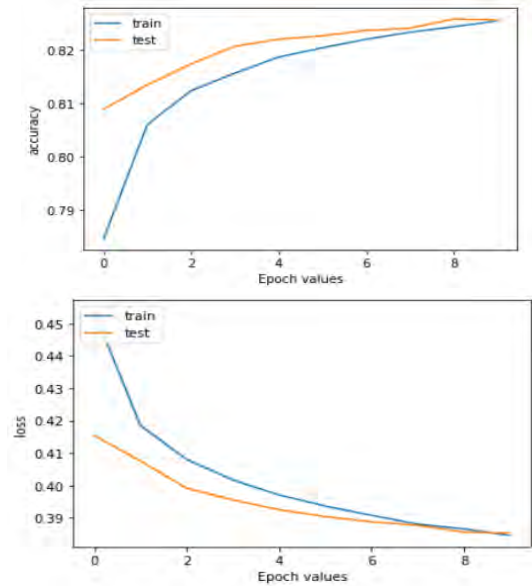 train
test
0.82
0.81
0.80
0.79
accuracy
0 2 4 6 8
Epoch values
train
test
0.45
0.44
0.43
0.42
0.41
0.40
0.39
loss
0 2 4 6 8
Epoch values